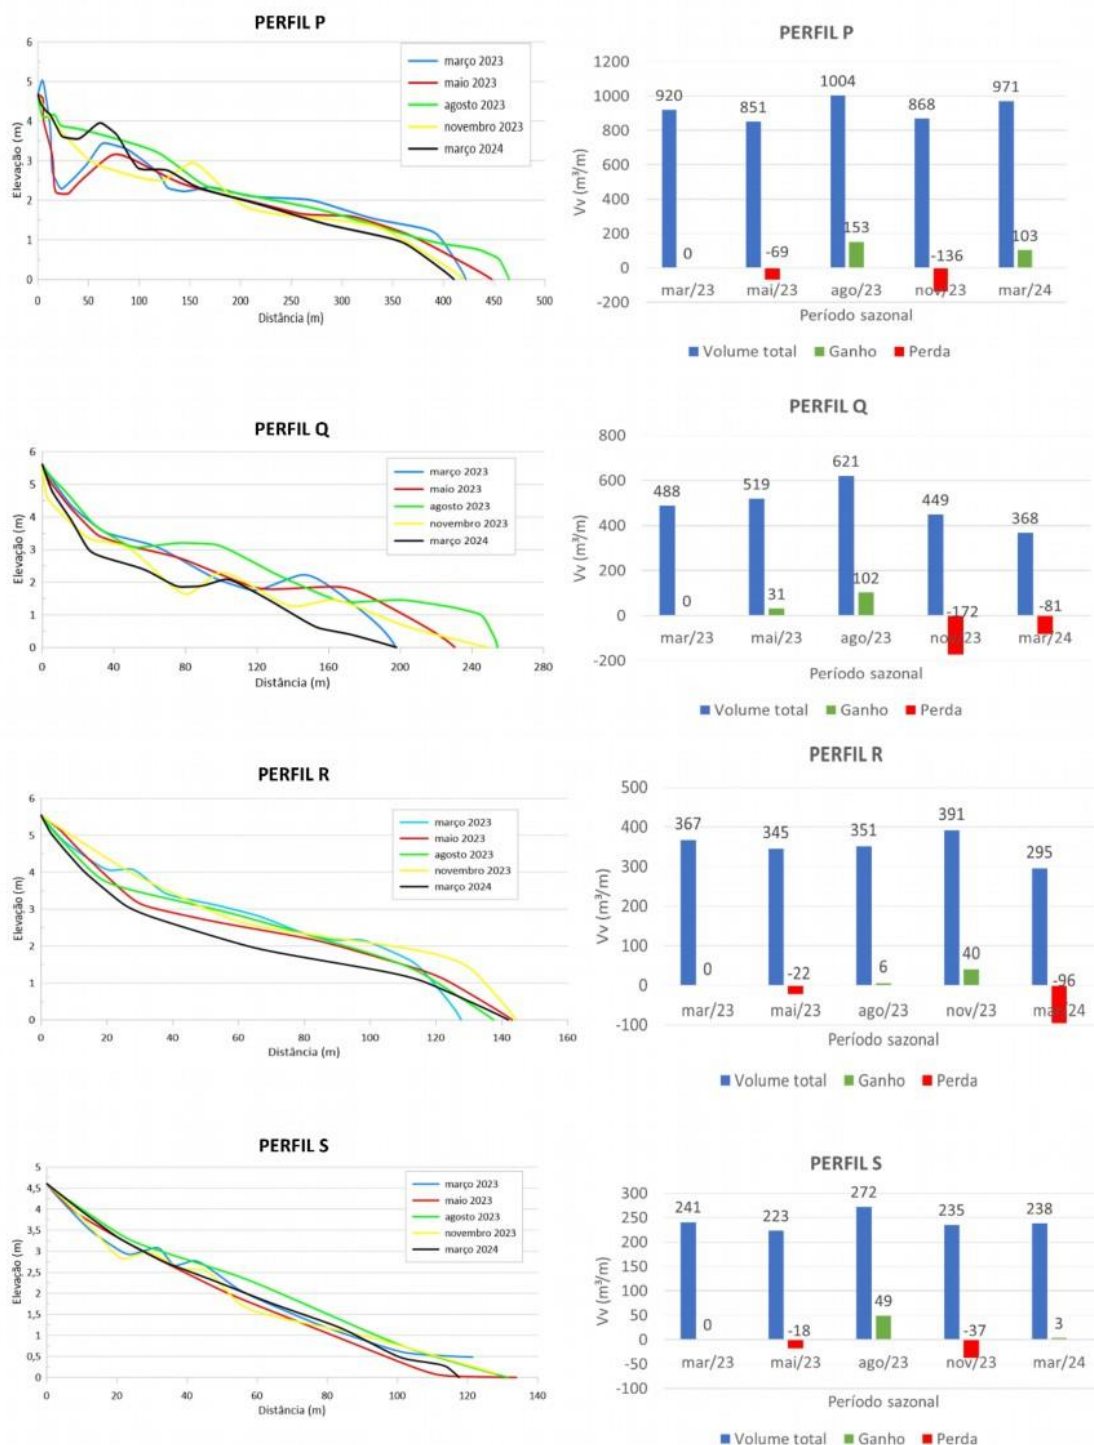 PERFIL P
6
5
4
3
2
1
0
Elevação (m)
março 2023
maio 2023
agosto 2023
novembro 2023
março 2024
0 50 100 150 200 250 300 350 400 450 500
Distância (m)
PERFIL P
1200
1000
800
600
400
200
0
-200
Vv (m³/m)
920 851 1004 868 971
0 -69 153 -136 103
mar/23 mai/23 ago/23 nov/23 mar/24
Período sazonal
Volume total Ganho Perda
PERFIL Q
6
5
4
3
2
1
0
Elevação (m)
março 2023
maio 2023
agosto 2023
novembro 2023
março 2024
0 40 80 120 160 200 240 280
Distância (m)
PERFIL Q
800
600
400
200
0
-200
Vv (m³/m)
488 519 621 449 368
0 31 102 -172 -81
mar/23 mai/23 ago/23 nov/23 mar/24
Período sazonal
Volume total Ganho Perda
PERFIL R
6
5
4
3
2
1
0
Elevação (m)
março 2023
maio 2023
agosto 2023
novembro 2023
março 2024
0 20 40 60 80 100 120 140 160
Distância (m)
PERFIL R
500
400
300
200
100
0
-100
Vv (m³/m)
367 345 351 391 295
0 -22 6 40 -96
mar/23 mai/23 ago/23 nov/23 mar/24
Período sazonal
Volume total Ganho Perda
PERFIL S
5
4,5
4
3,5
3
2,5
2
1,5
1
0,5
0
Elevação (m)
março 2023
maio 2023
agosto 2023
novembro 2023
março 2024
0 20 40 60 80 100 120 140
Distância (m)
PERFIL S
300
250
200
150
100
50
0
-50
-100
Vv (m³/m)
241 223 272 235 238
0 -18 49 -37 3
mar/23 mai/23 ago/23 nov/23 mar/24
Período sazonal
Volume total Ganho Perda